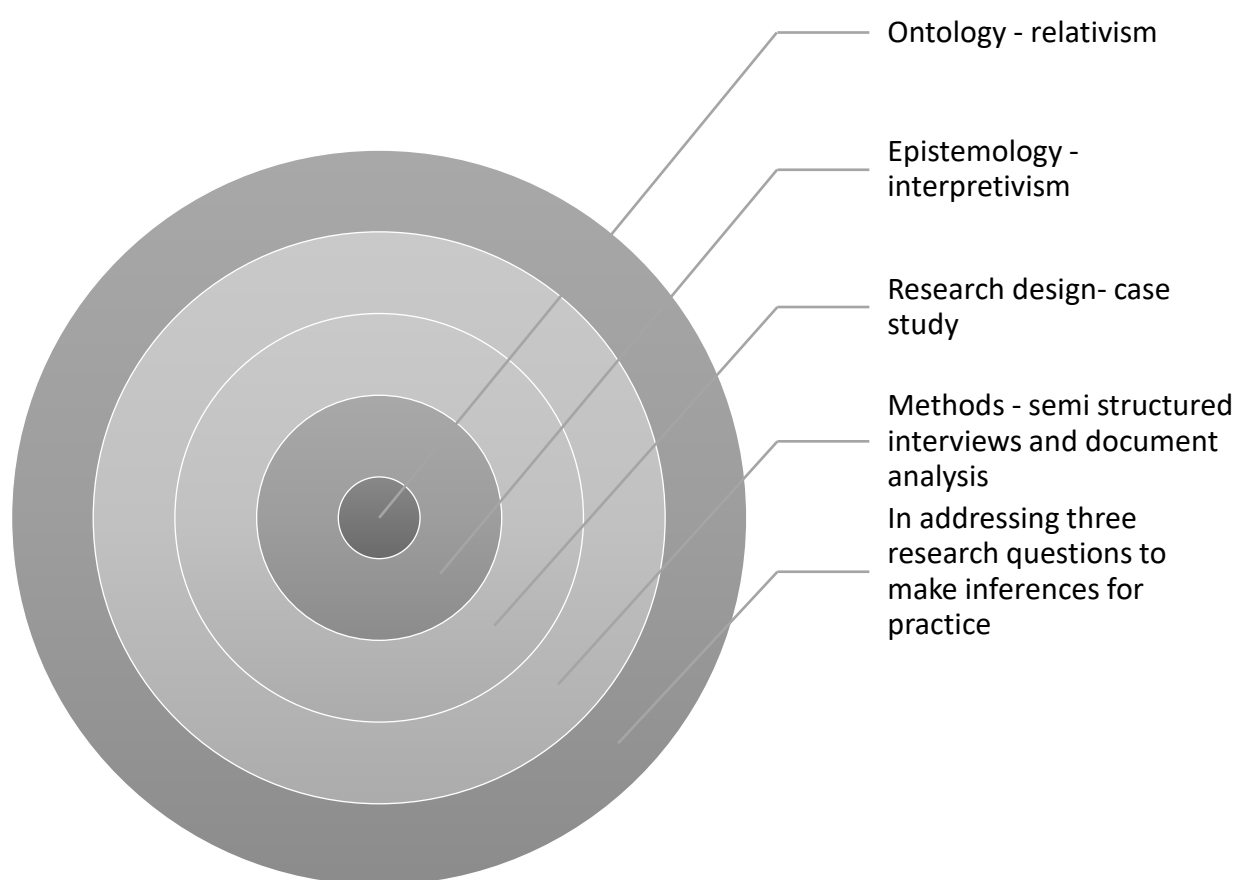 Ontology - relativism
Epistemology -
interpretivism
Research design- case
study
Methods - semi structured
interviews and document
analysis
In addressing three
research questions to
make inferences for
practice